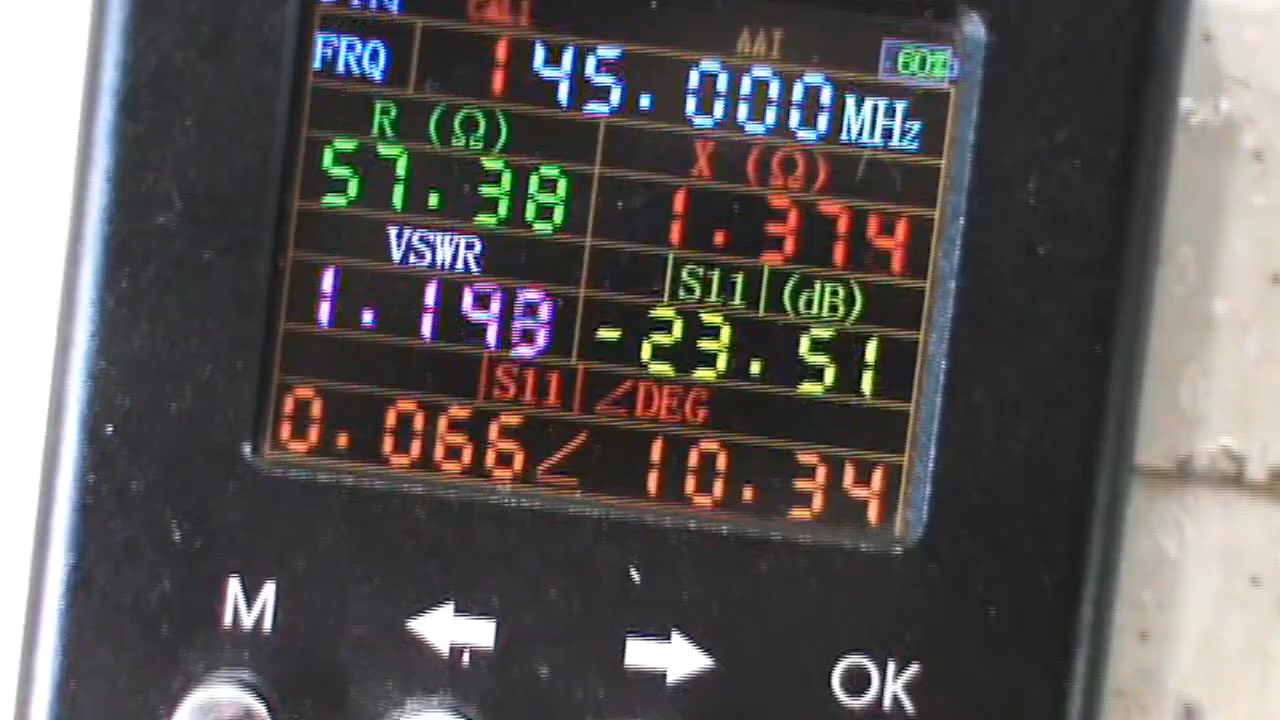 FRQ 145.000MHz
R (Ω) X (Ω)
57.38 1.374
VSWR |S11|(dB)
1.148 -23.51
|S11|∠DEG
0.066∠ 10.34
M OK